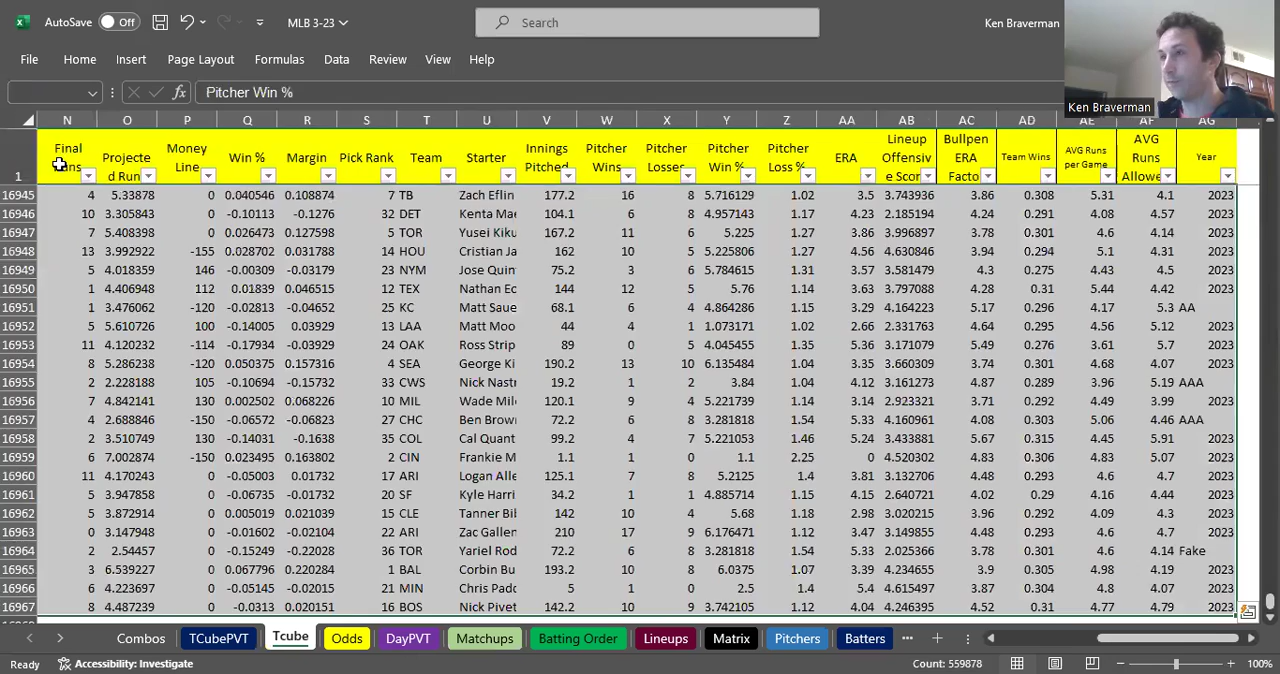 AutoSave Off MLB 3-23 Search Ken Braverman
File Home Insert Page Layout Formulas Data Review View Help
fx Pitcher Win %
Ken Braverman
N O P Q R S T U V W X Y Z AA AB AC AD AE AF AG
1 Final Runs Projected Run Money Line Win % Margin Pick Rank Team Starter Innings Pitched Pitcher Wins Pitcher Losses Pitcher Win % Pitcher Loss % ERA Lineup Offensive Score Bullpen ERA Facto Team Wins AVG Runs per Game AVG Runs Allowe Year
16945 4 5.33878 0 0.040546 0.108874 7 TB Zach Eflin 177.2 16 8 5.716129 1.02 3.5 3.743936 3.86 0.308 5.31 4.1 2023
16946 10 3.305843 0 -0.10113 -0.1276 32 DET Kenta Mae 104.1 6 8 4.957143 1.17 4.23 2.185194 4.24 0.291 4.08 4.57 2023
16947 7 5.408398 0 0.026473 0.127598 5 TOR Yusei Kiku 167.2 11 6 5.225 1.27 3.86 3.996897 3.78 0.301 4.6 4.14 2023
16948 13 3.992922 -155 0.028702 0.031788 14 HOU Cristian Ja 162 10 5 5.225806 1.27 4.56 4.630846 3.94 0.294 5.1 4.31 2023
16949 5 4.018359 146 -0.00309 -0.03179 23 NYM Jose Quin 75.2 3 6 5.784615 1.31 3.57 3.581479 4.3 0.275 4.43 4.5 2023
16950 1 4.406948 112 0.01839 0.046515 12 TEX Nathan Eo 144 12 5 5.76 1.14 3.63 3.797088 4.28 0.31 5.44 4.42 2023
16951 1 3.476062 -120 -0.02813 -0.04652 25 KC Matt Saue 68.1 6 4 4.864286 1.15 3.29 4.164223 5.17 0.296 4.17 5.3 AA
16952 5 5.610726 100 -0.14005 0.03929 13 LAA Matt Moo 44 4 1 1.073171 1.02 2.66 2.331763 4.64 0.295 4.56 5.12 2023
16953 11 4.120232 -114 -0.17934 -0.03929 24 OAK Ross Strip 89 0 5 4.045455 1.35 5.36 3.171079 5.49 0.276 3.61 5.7 2023
16954 8 5.286238 -120 0.050375 0.157316 4 SEA George Ki 190.2 13 10 6.135484 1.04 3.3 3.660309 3.74 0.301 4.68 4.07 2023
16955 2 2.228188 105 -0.10694 -0.15732 33 CWS Nick Nastr 19.2 1 2 3.84 1.04 4.12 3.161273 4.87 0.289 3.96 5.19 AAA
16956 7 4.842141 130 0.002502 0.068226 10 MIL Wade Mile 120.1 9 4 5.221739 1.14 3.14 2.923321 3.71 0.291 4.49 3.99 2023
16957 4 2.688846 -150 -0.06572 -0.06823 27 CHC Ben Brown 72.2 6 8 3.281818 1.54 5.33 4.160961 4.08 0.303 5.06 4.46 AAA
16958 2 3.510749 130 -0.14031 -0.1638 35 COL Cal Quant 99.2 4 7 5.221053 1.46 5.24 3.433881 5.67 0.315 4.45 5.91 2023
16959 6 7.002874 -150 0.023495 0.163802 2 CIN Frankie M 1.1 1 0 1.1 2.25 0 4.520332 4.83 0.306 4.83 5.07 2023
16960 11 4.170243 0 -0.05003 0.01732 17 ARI Logan Alle 125.1 7 8 5.2125 1.4 3.81 3.132706 4.48 0.293 4.6 4.7 2023
16961 5 3.947858 0 -0.06735 -0.01732 20 SF Kyle Harri 34.2 1 1 4.885714 1.15 4.15 2.640721 4.02 0.29 4.16 4.44 2023
16962 5 3.872914 0 0.005019 0.021039 15 CLE Tanner Bib 142 10 4 5.68 1.18 2.98 3.020215 3.96 0.292 4.09 4.3 2023
16963 0 3.147948 0 -0.01602 -0.02104 22 ARI Zac Gallen 210 17 9 6.176471 1.12 3.47 3.149855 4.48 0.293 4.6 4.7 2023
16964 2 2.54457 0 -0.15249 -0.22028 36 TOR Yariel Rod 72.2 6 8 3.281818 1.54 5.33 2.025366 3.78 0.301 4.6 4.14 Fake
16965 3 6.539227 0 0.067796 0.220284 1 BAL Corbin Bu 193.2 10 8 6.0375 1.07 3.39 4.234655 3.9 0.305 4.98 4.19 2023
16966 6 4.223697 0 -0.05145 -0.02015 21 MIN Chris Padd 5 1 0 2.5 1.4 5.4 4.615497 3.87 0.304 4.8 4.07 2023
16967 8 4.487239 0 -0.0313 0.020151 16 BOS Nick Pivet 142.2 10 9 3.742105 1.12 4.04 4.246395 4.52 0.31 4.77 4.79 2023
Combos TCubePVT Tcube Odds DayPVT Matchups Batting Order Lineups Matrix Pitchers Batters
Ready Accessibility: Investigate Count: 559878 100%